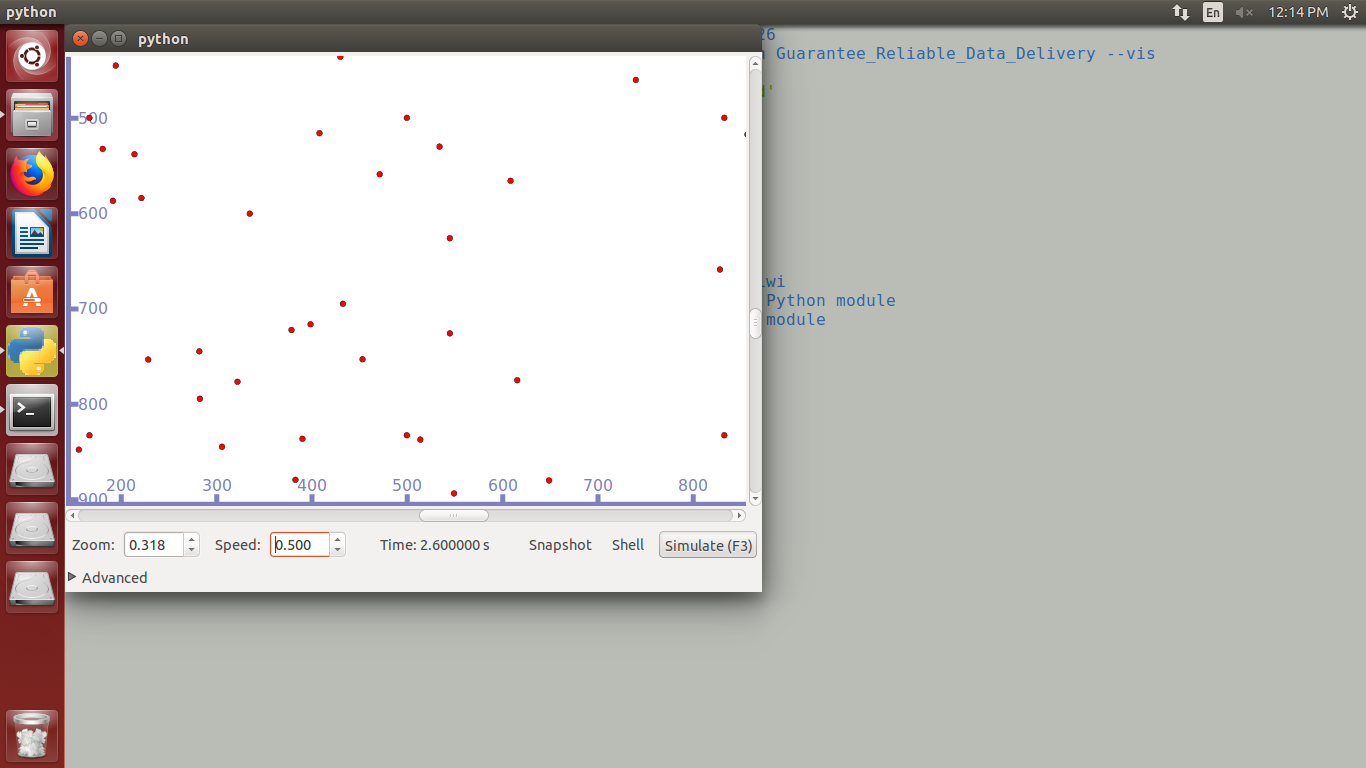 python
En
12:14 PM
python
26
Guarantee_Reliable_Data_Delivery --vis
500
600
700
800
900
200 300 400 500 600 700 800
iwi
Python module
module
Zoom: 0.318 Speed: 0.500 Time: 2.600000 s Snapshot Shell Simulate (F3)
Advanced